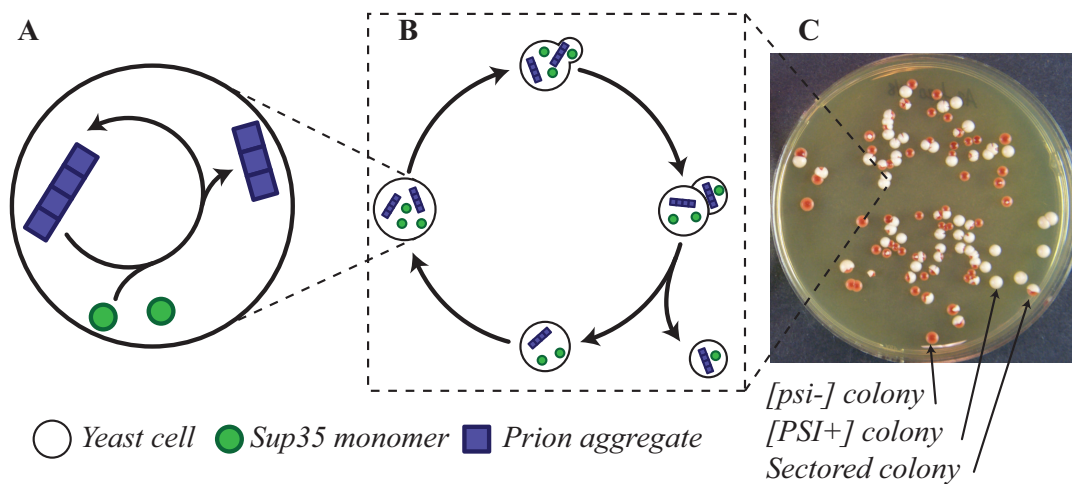 A
B
C
[psi-] colony
[PSI+] colony
Sectored colony
Yeast cell
Sup35 monomer
Prion aggregate